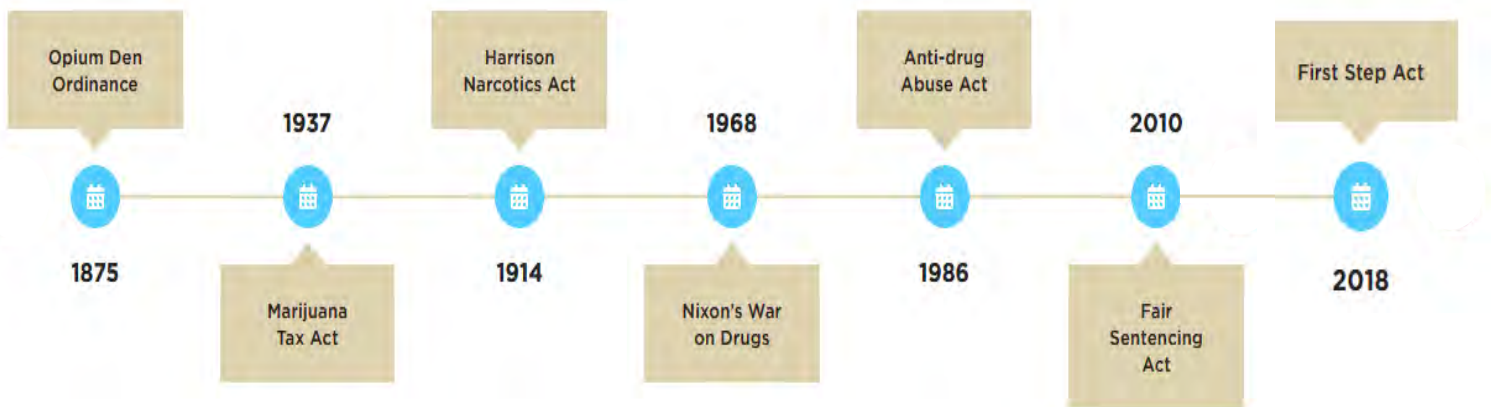 Opium Den
Ordinance
1875
1937
Marijuana
Tax Act
Harrison
Narcotics Act
1914
1968
Nixon's War
on Drugs
Anti-drug
Abuse Act
1986
2010
Fair
Sentencing
Act
First Step Act
2018